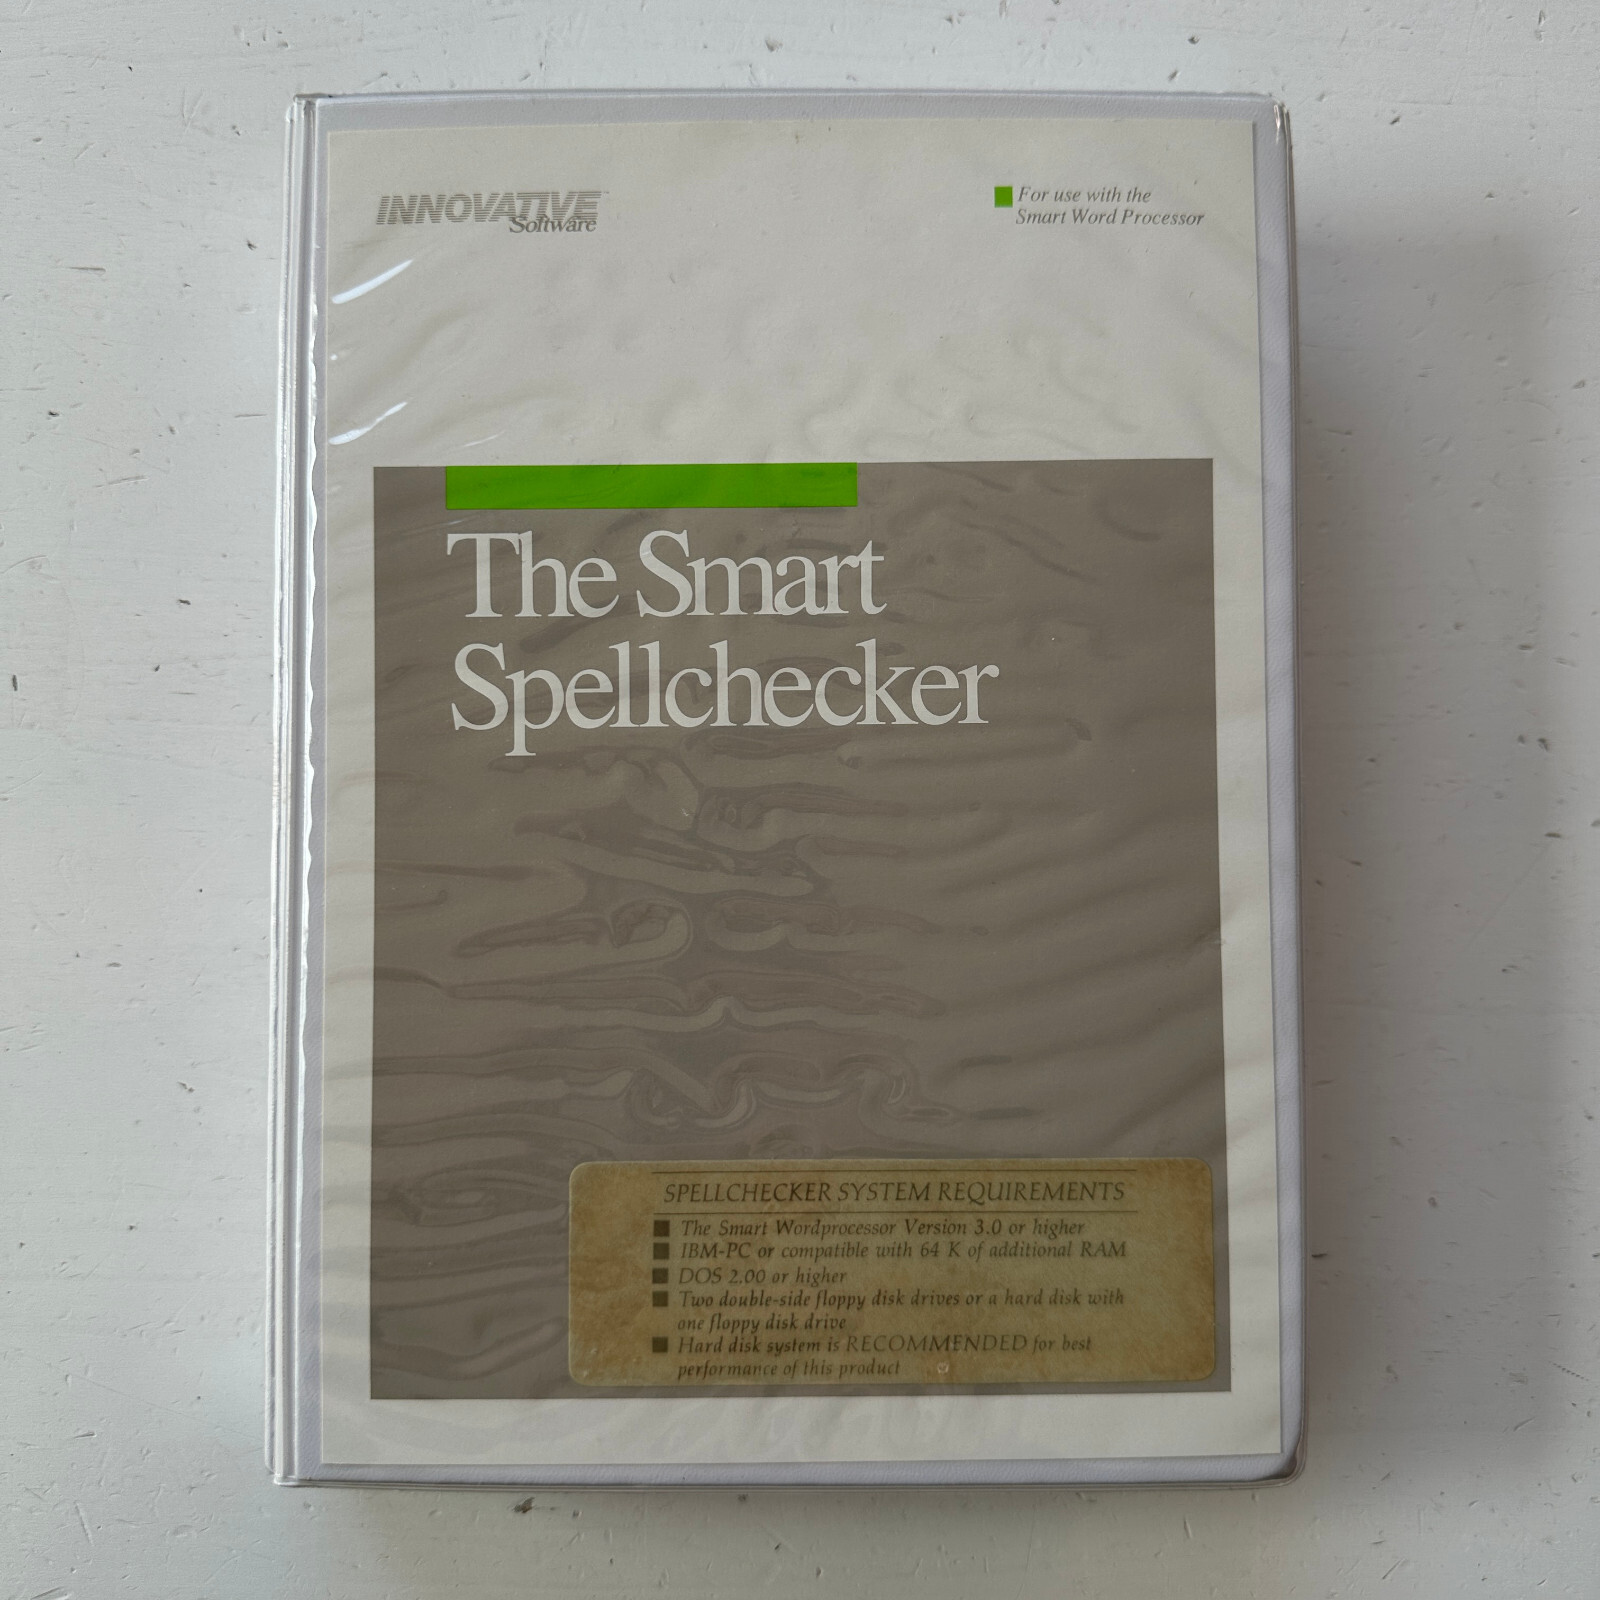 INNOVATIVE
Software
For use with the
Smart Word Processor
The Smart
Spellchecker
SPELLCHECKER SYSTEM REQUIREMENTS
■ The Smart Wordprocessor Version 3.0 or higher
■ IBM-PC or compatible with 64 K of additional RAM
■ DOS 2.00 or higher
■ Two double-side floppy disk drives or a hard disk with
one floppy disk drive
■ Hard disk system is RECOMMENDED for best
performance of this product